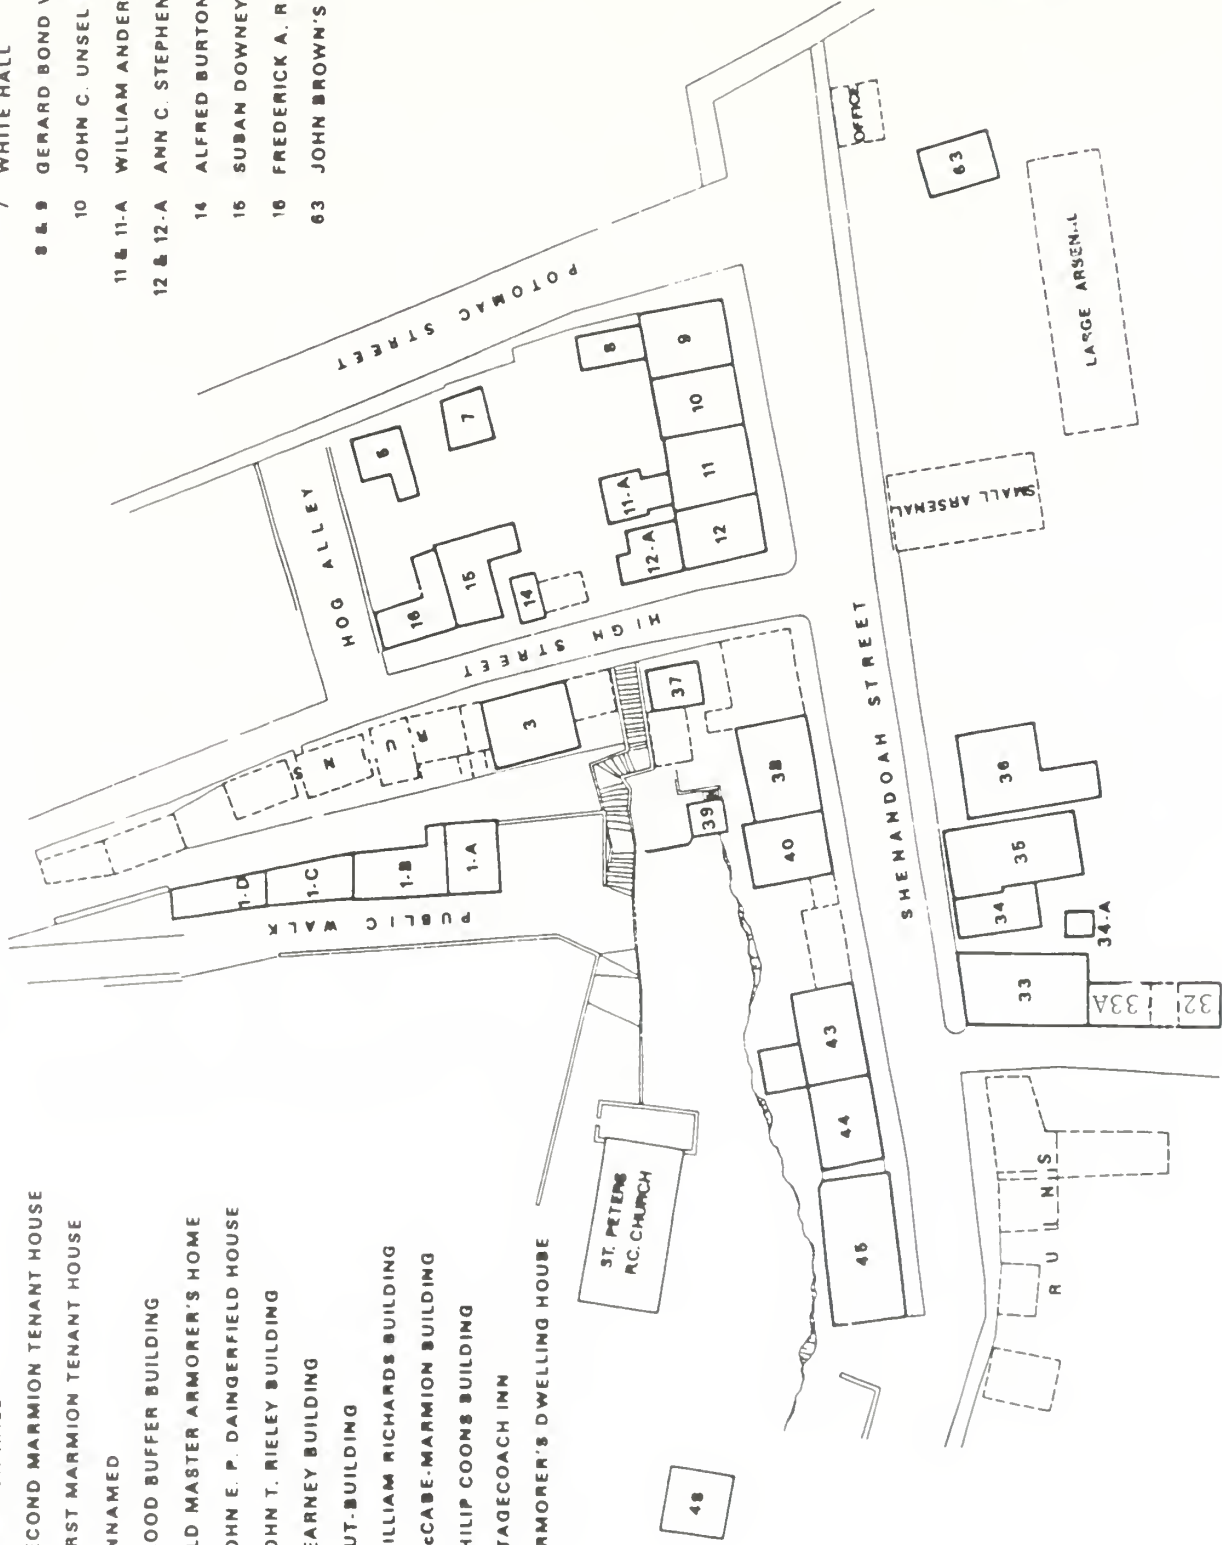 7 WHITE HALL
8 & 9 GERARD BOND
10 JOHN C. UNSEL
11 & 11-A WILLIAM ANDER
12 & 12-A ANN C. STEPHEN
14 ALFRED BURTON
15 SUSAN DOWNEY
16 FREDERICK A. R
63 JOHN BROWN'S
COND MARMION TENANT HOUSE
RST MARMION TENANT HOUSE
NNAMED
OOD BUFFER BUILDING
LD MASTER ARMORER'S HOME
OHN E. P. DAINGERFIELD HOUSE
OHN T. RIELEY BUILDING
EARNEY BUILDING
UT-BUILDING
ILLIAM RICHARDS BUILDING
cCABE-MARMION BUILDING
HILIP COONS BUILDING
TAGECOACH INN
RMORER'S DWELLING HOUSE
POTOMAC STREET
HOG ALLEY
HIGH STREET
SHENANDOAH STREET
PUBLIC WALK
OFFICE
63
LARGE ARSENAL
SMALL ARSENAL
6
7
8
9
10
11
11-A
12
12-A
14
15
16
3
RUINS
1-A
1-B
1-C
1-D
37
38
39
40
43
44
45
48
ST. PETERS
R.C. CHURCH
36
35
34
34-A
33
33A
32
RUINS